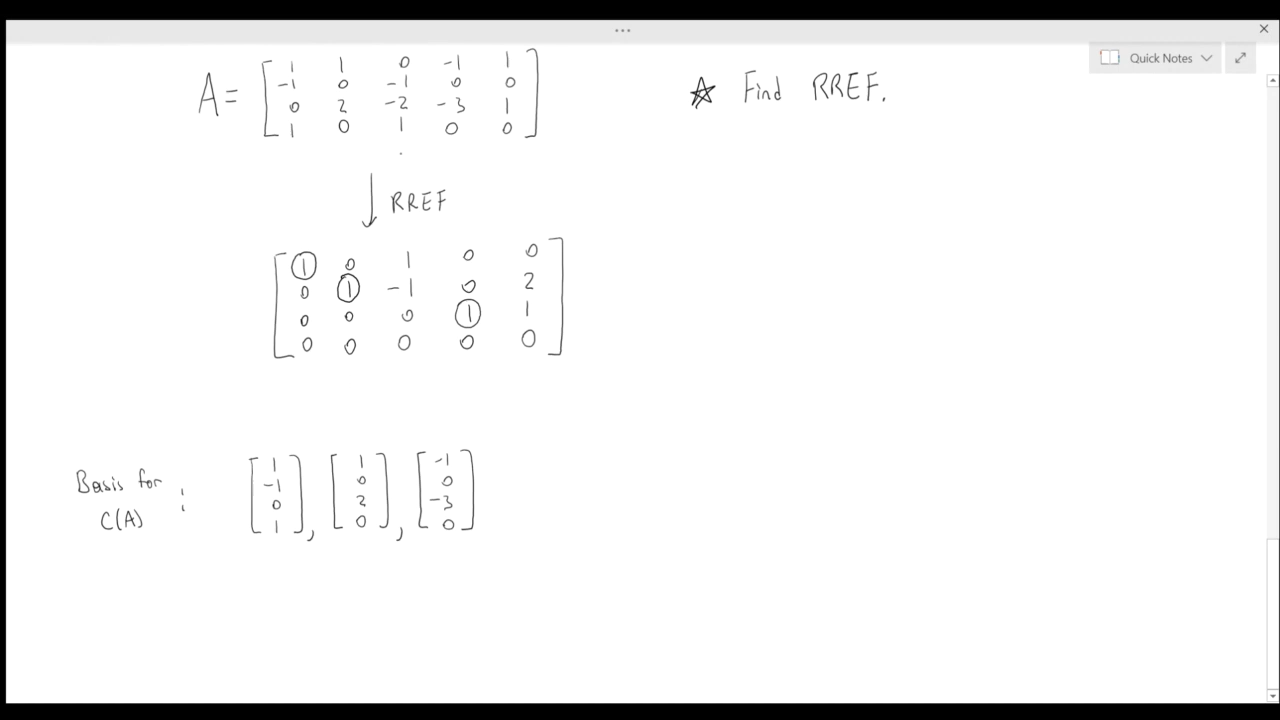 ...
Quick Notes
A = [ 1 1 0 -1 1
-1 0 -1 0 0
0 2 -2 -3 1
1 0 1 0 0 ]
☆ Find RREF.
↓ RREF
[ 1 0 1 0 0
0 1 -1 0 2
0 0 0 1 1
0 0 0 0 0 ]
Basis for
C(A) :
[ 1 -1 0 1 ] , [ 1 0 2 0 ] , [ -1 0 -3 0 ]